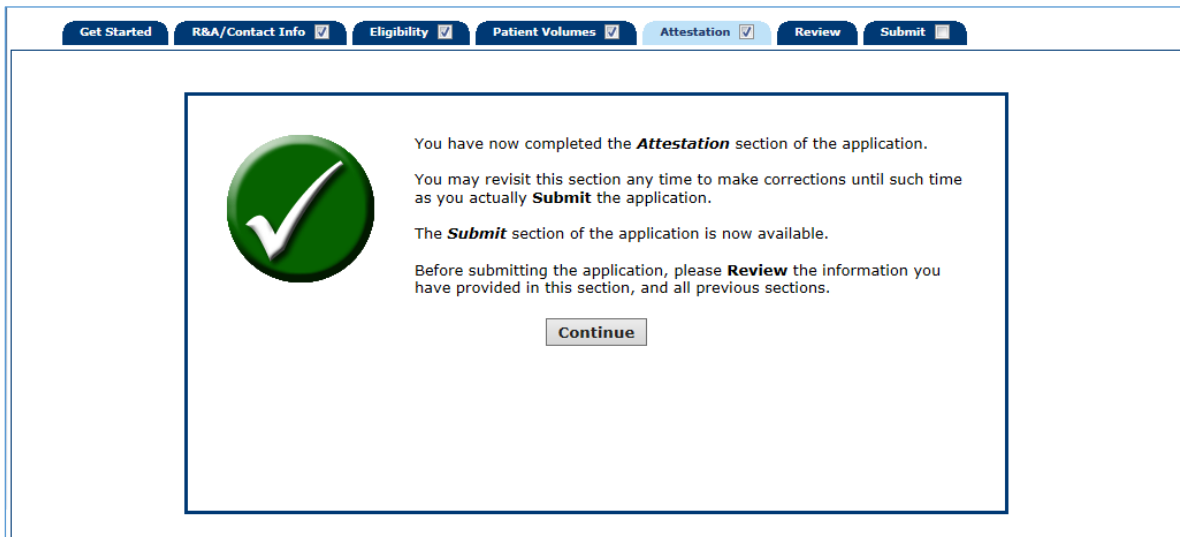 Get Started R&A/Contact Info Eligibility Patient Volumes Attestation Review Submit
You have now completed the Attestation section of the application.
You may revisit this section any time to make corrections until such time
as you actually Submit the application.
The Submit section of the application is now available.
Before submitting the application, please Review the information you
have provided in this section, and all previous sections.
Continue